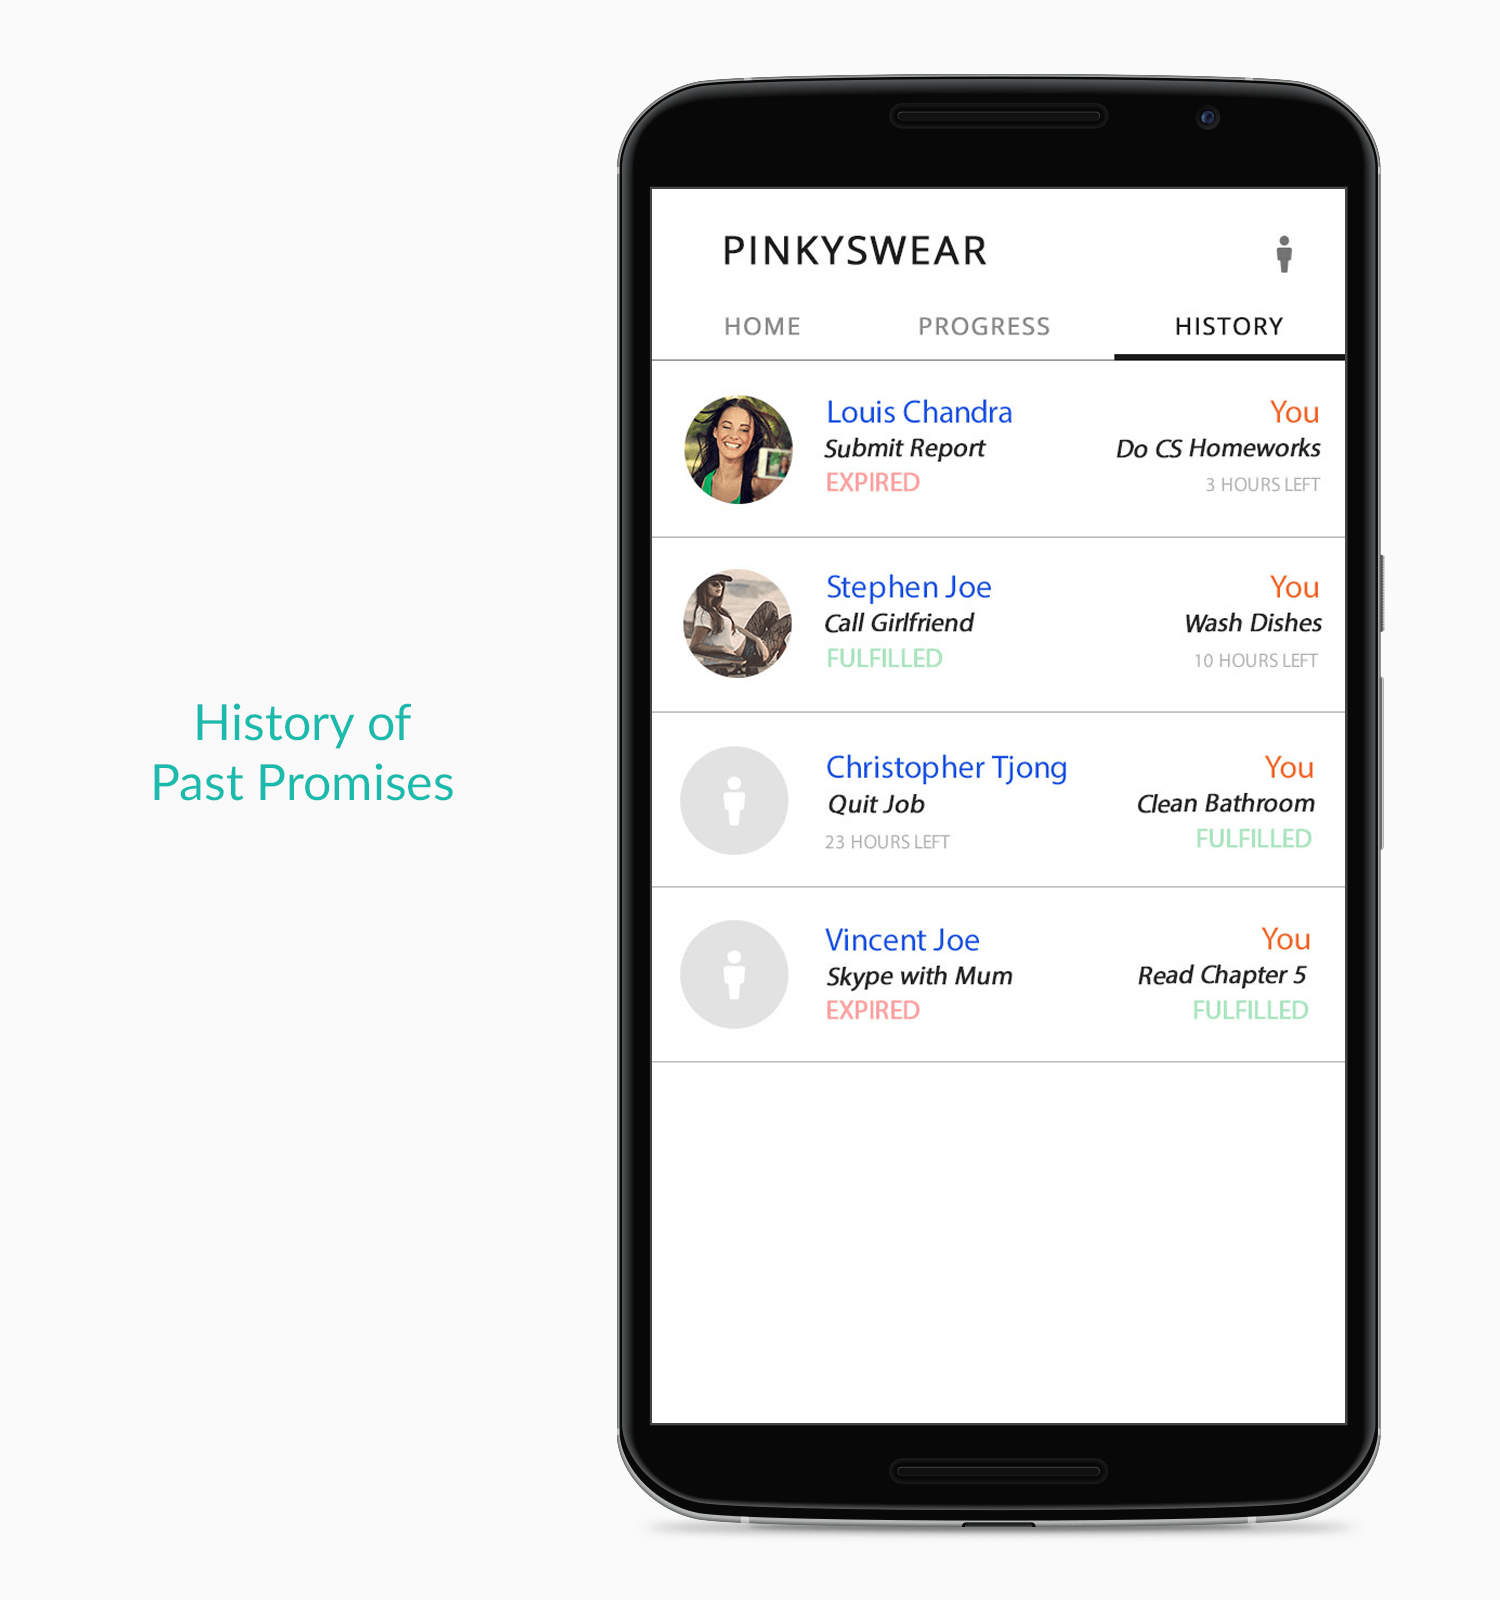 History of
Past Promises
PINKYSWEAR
HOME PROGRESS HISTORY
Louis Chandra You
Submit Report Do CS Homeworks
EXPIRED 3 HOURS LEFT
Stephen Joe You
Call Girlfriend Wash Dishes
FULFILLED 10 HOURS LEFT
Christopher Tjong You
Quit Job Clean Bathroom
23 HOURS LEFT FULFILLED
Vincent Joe You
Skype with Mum Read Chapter 5
EXPIRED FULFILLED